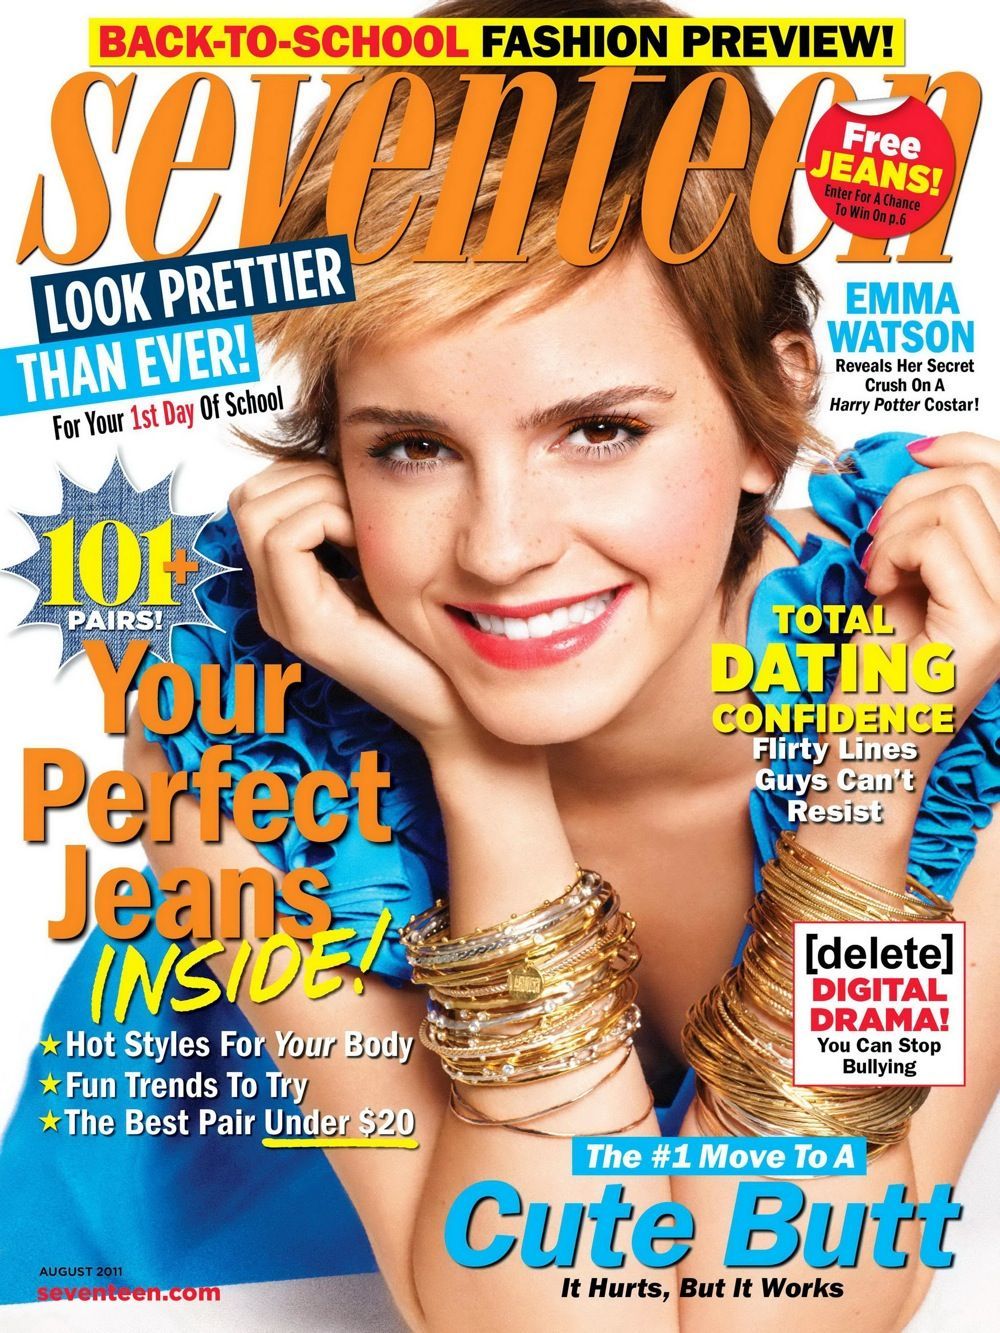 BACK-TO-SCHOOL FASHION PREVIEW!
seventeen
Free
JEANS!
Enter For A Chance
To Win On p.6
LOOK PRETTIER
THAN EVER!
For Your 1st Day Of School
EMMA
WATSON
Reveals Her Secret
Crush On A
Harry Potter Costar!
101+
PAIRS!
Your
Perfect
Jeans
INSIDE!
★Hot Styles For Your Body
★Fun Trends To Try
★The Best Pair Under $20
TOTAL
DATING
CONFIDENCE
Flirty Lines
Guys Can't
Resist
[delete]
DIGITAL
DRAMA!
You Can Stop
Bullying
The #1 Move To A
Cute Butt
It Hurts, But It Works
AUGUST 2011
seventeen.com